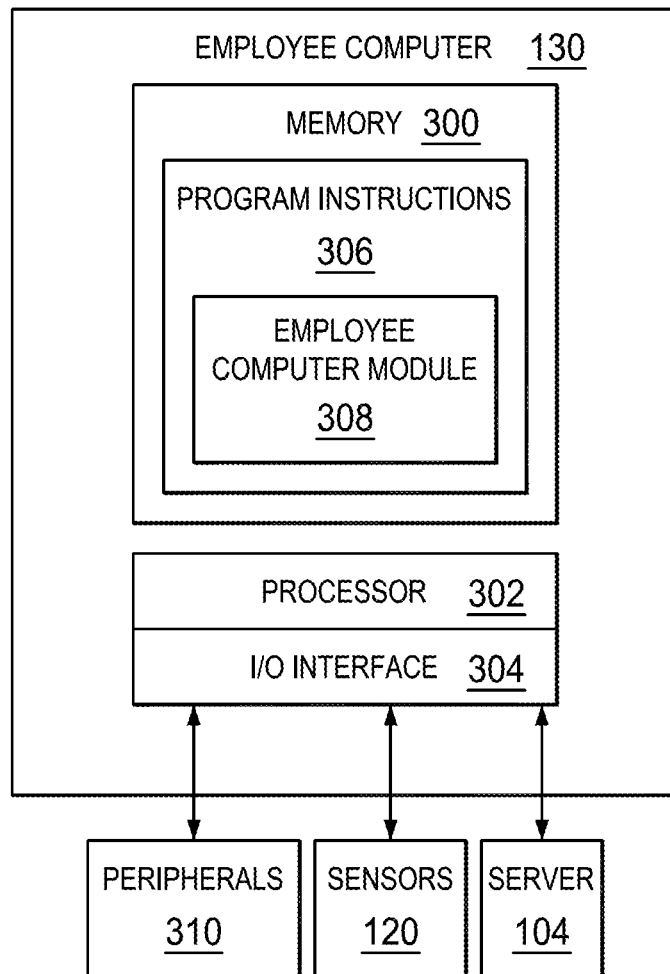 EMPLOYEE COMPUTER 130
MEMORY 300
PROGRAM INSTRUCTIONS
306
EMPLOYEE
COMPUTER MODULE
308
PROCESSOR 302
I/O INTERFACE 304
PERIPHERALS
310
SENSORS
120
SERVER
104